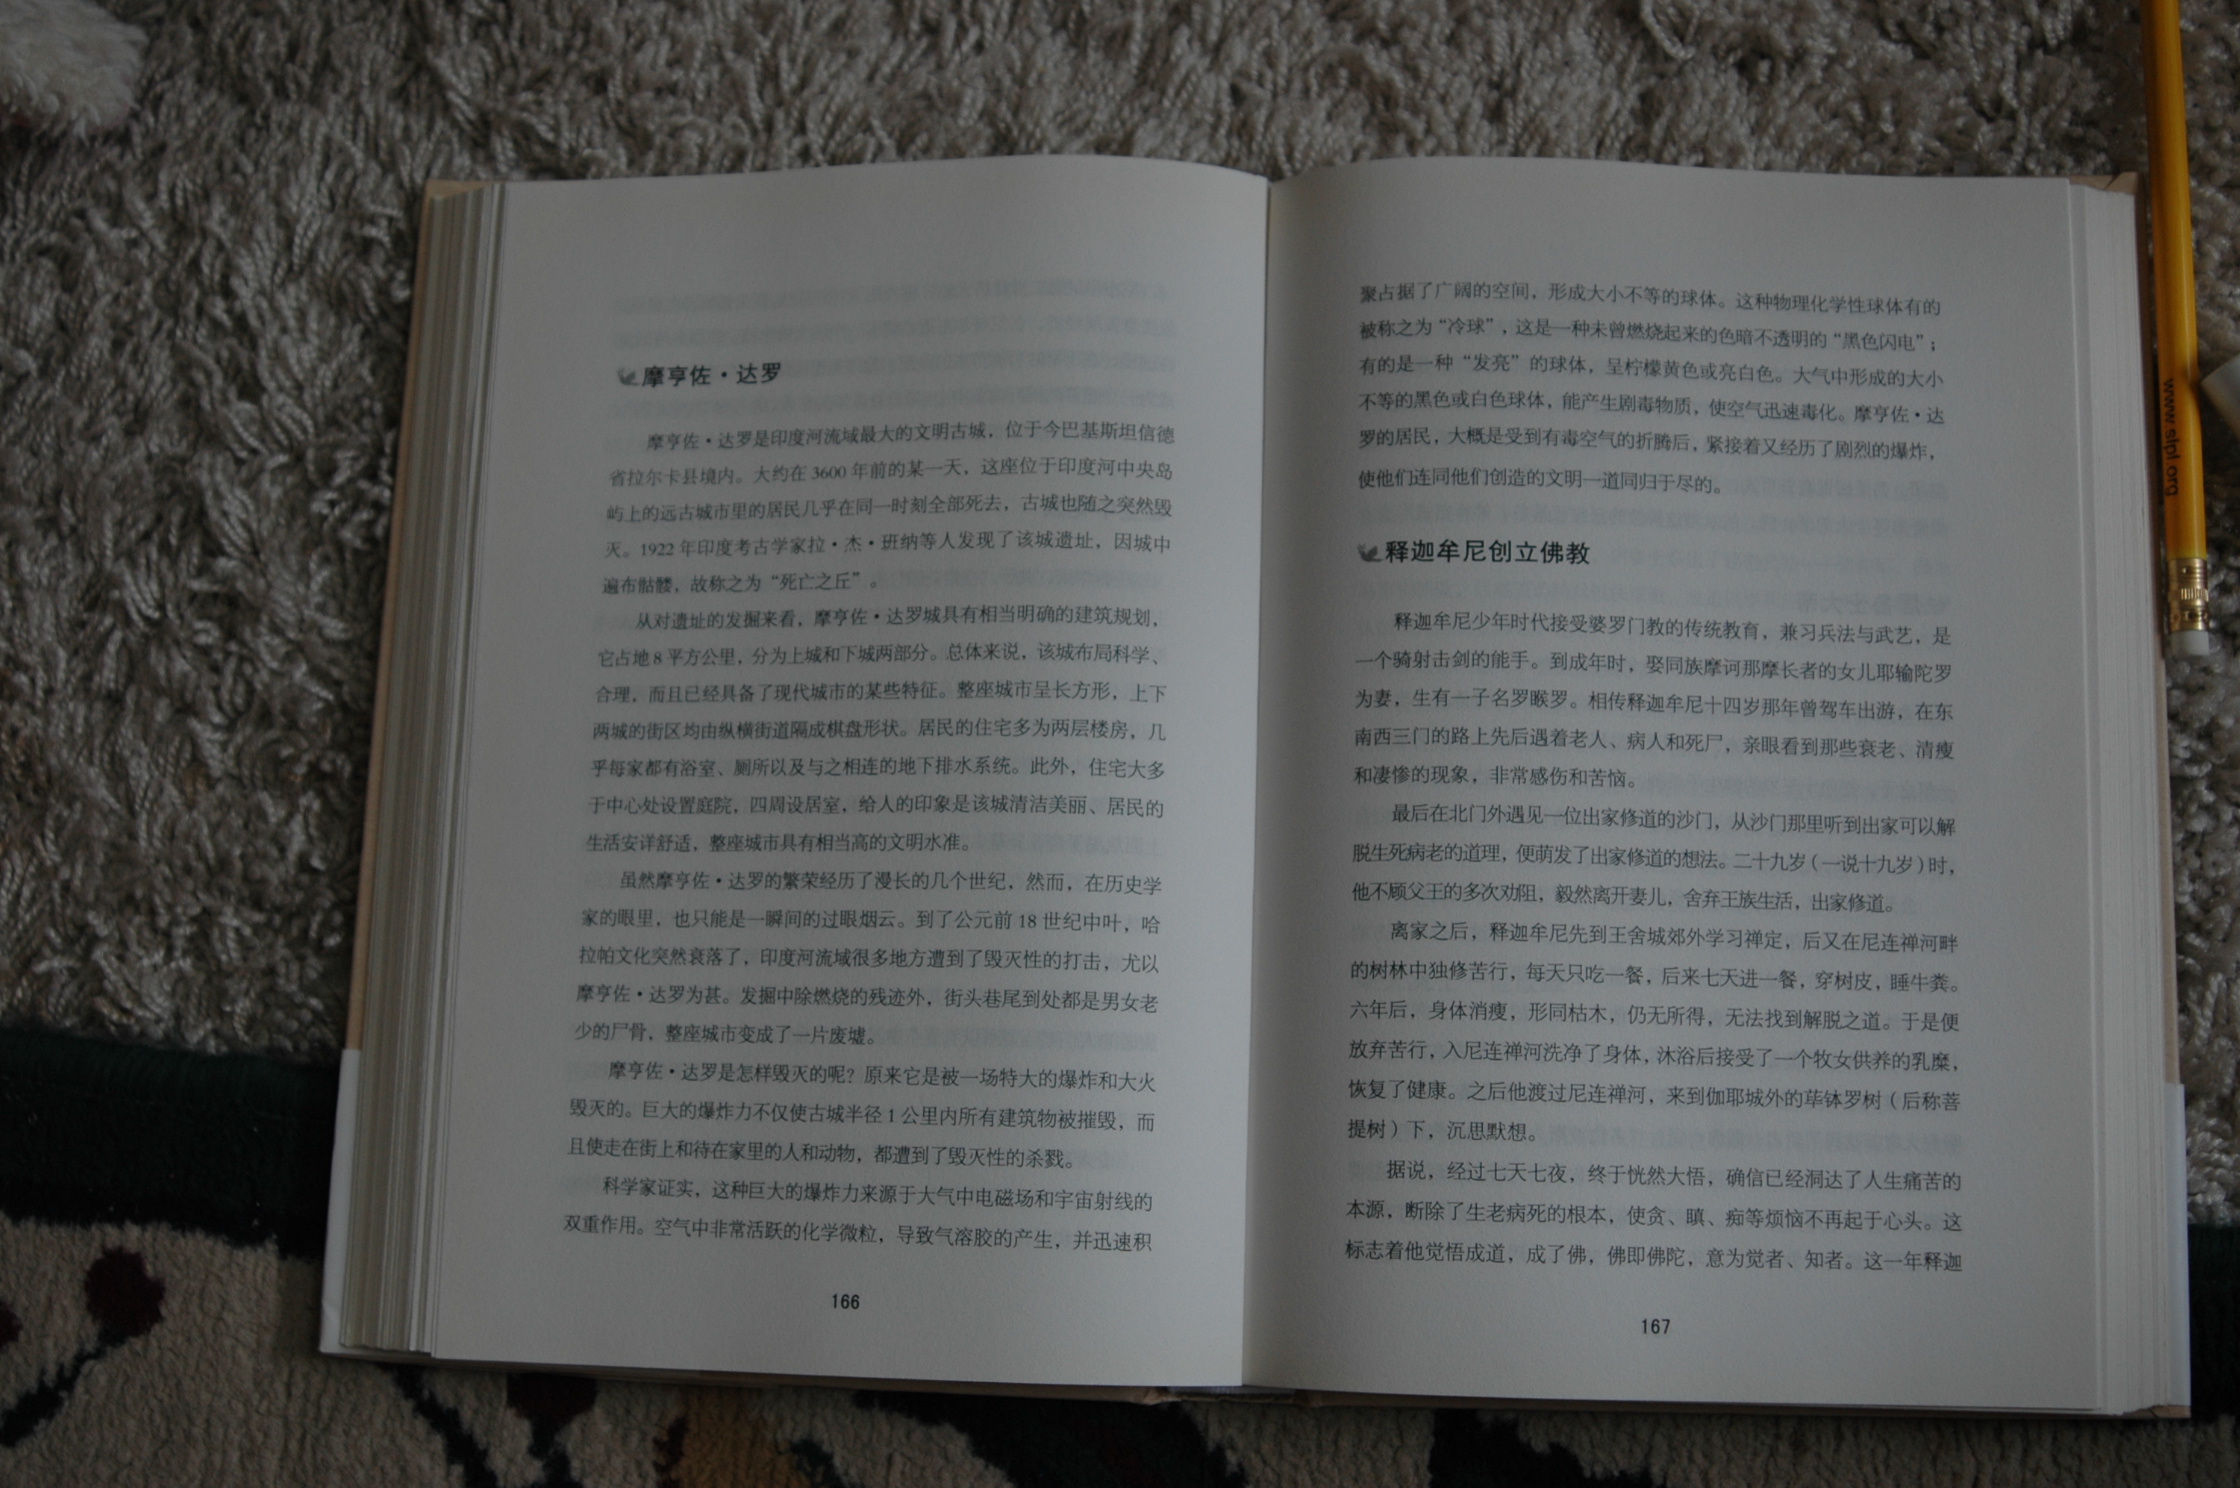 www.slpl.org
摩亨佐·达罗
摩亨佐·达罗是印度河流域最大的文明古城，位于今巴基斯坦信德
省拉尔卡县境内。大约在 3600 年前的某一天，这座位于印度河中央岛
屿上的远古城市里的居民几乎在同一时刻全部死去，古城也随之突然毁
灭。1922 年印度考古学家拉·杰·班纳等人发现了该城遗址，因城中
遍布骷髅，故称之为“死亡之丘”。
从对遗址的发掘来看，摩亨佐·达罗城具有相当明确的建筑规划，
它占地 8 平方公里，分为上城和下城两部分。总体来说，该城布局科学、
合理，而且已经具备了现代城市的某些特征。整座城市呈长方形，上下
两城的街区均由纵横街道隔成棋盘形状。居民的住宅多为两层楼房，几
乎每家都有浴室、厕所以及与之相连的地下排水系统。此外，住宅大多
于中心处设置庭院，四周设居室，给人的印象是该城清洁美丽、居民的
生活安详舒适，整座城市具有相当高的文明水准。
虽然摩亨佐·达罗的繁荣经历了漫长的几个世纪，然而，在历史学
家的眼里，也只能是一瞬间的过眼烟云。到了公元前 18 世纪中叶，哈
拉帕文化突然衰落了，印度河流域很多地方遭到了毁灭性的打击，尤以
摩亨佐·达罗为甚。发掘中除燃烧的残迹外，街头巷尾到处都是男女老
少的尸骨，整座城市变成了一片废墟。
摩亨佐·达罗是怎样毁灭的呢？原来它是被一场特大的爆炸和大火
毁灭的。巨大的爆炸力不仅使古城半径 1 公里内所有建筑物被摧毁，而
且使走在街上和待在家里的人和动物，都遭到了毁灭性的杀戮。
科学家证实，这种巨大的爆炸力来源于大气中电磁场和宇宙射线的
双重作用。空气中非常活跃的化学微粒，导致气溶胶的产生，并迅速积
166
聚占据了广阔的空间，形成大小不等的球体。这种物理化学性球体有的
被称之为“冷球”，这是一种未曾燃烧起来的色暗不透明的“黑色闪电”；
有的是一种“发亮”的球体，呈柠檬黄色或亮白色。大气中形成的大小
不等的黑色或白色球体，能产生剧毒物质，使空气迅速毒化。摩亨佐·达
罗的居民，大概是受到有毒空气的折腾后，紧接着又经历了剧烈的爆炸，
使他们连同他们创造的文明一道同归于尽的。
释迦牟尼创立佛教
释迦牟尼少年时代接受婆罗门教的传统教育，兼习兵法与武艺，是
一个骑射击剑的能手。到成年时，娶同族摩诃那摩长者的女儿耶输陀罗
为妻，生有一子名罗睺罗。相传释迦牟尼十四岁那年曾驾车出游，在东
南西三门的路上先后遇着老人、病人和死尸，亲眼看到那些衰老、清瘦
和凄惨的现象，非常感伤和苦恼。
最后在北门外遇见一位出家修道的沙门，从沙门那里听到出家可以解
脱生死病老的道理，便萌发了出家修道的想法。二十九岁（一说十九岁）时，
他不顾父王的多次劝阻，毅然离开妻儿，舍弃王族生活，出家修道。
离家之后，释迦牟尼先到王舍城郊外学习禅定，后又在尼连禅河畔
的树林中独修苦行，每天只吃一餐，后来七天进一餐，穿树皮，睡牛粪。
六年后，身体消瘦，形同枯木，仍无所得，无法找到解脱之道。于是便
放弃苦行，入尼连禅河洗净了身体，沐浴后接受了一个牧女供养的乳糜，
恢复了健康。之后他渡过尼连禅河，来到伽耶城外的荜钵罗树（后称菩
提树）下，沉思默想。
据说，经过七天七夜，终于恍然大悟，确信已经洞达了人生痛苦的
本源，断除了生老病死的根本，使贪、瞋、痴等烦恼不再起于心头。这
标志着他觉悟成道，成了佛，佛即佛陀，意为觉者、知者。这一年释迦
167